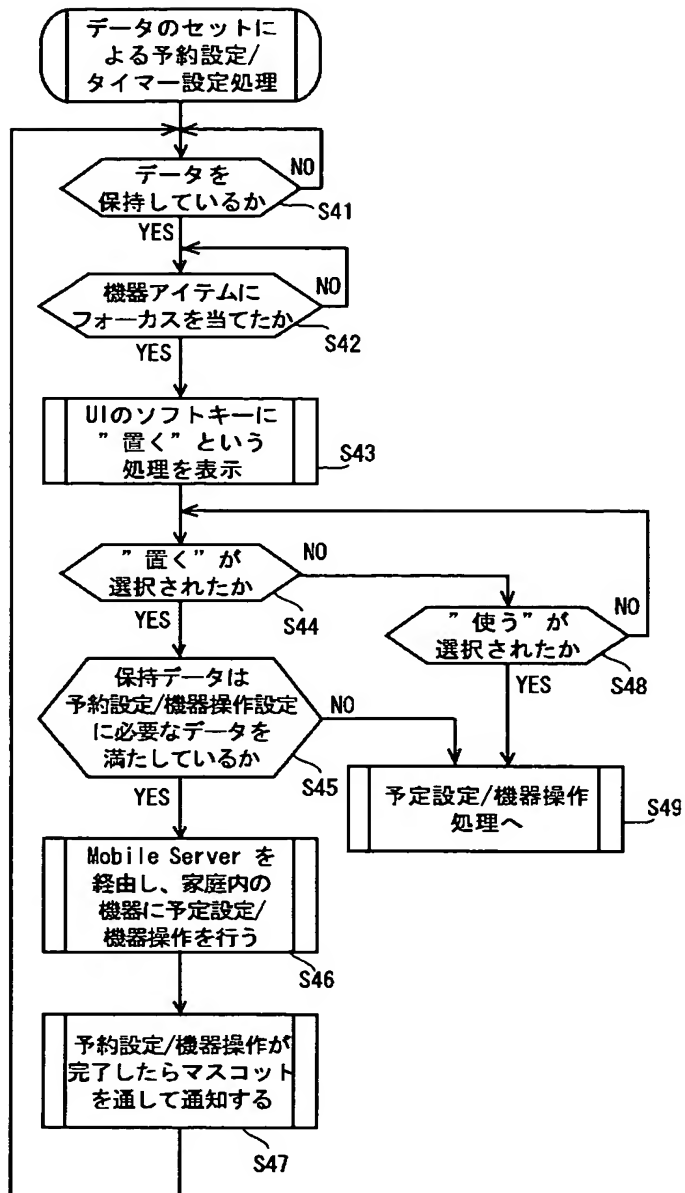 データのセットに
よる予約設定/
タイマー設定処理
NO
データを
保持しているか
S41
YES
NO
機器アイテムに
フォーカスを当てたか
S42
YES
UIのソフトキーに
”置く”という
処理を表示
S43
”置く”が
選択されたか
NO
S44
YES
”使う”が
選択されたか
NO
S48
YES
保持データは
予約設定/機器操作設定
に必要なデータを
満たしているか
NO
S45
YES
予定設定/機器操作
処理へ
S49
Mobile Server を
経由し、家庭内の
機器に予定設定/
機器操作を行う
S46
予約設定/機器操作が
完了したらマスコット
を通して通知する
S47